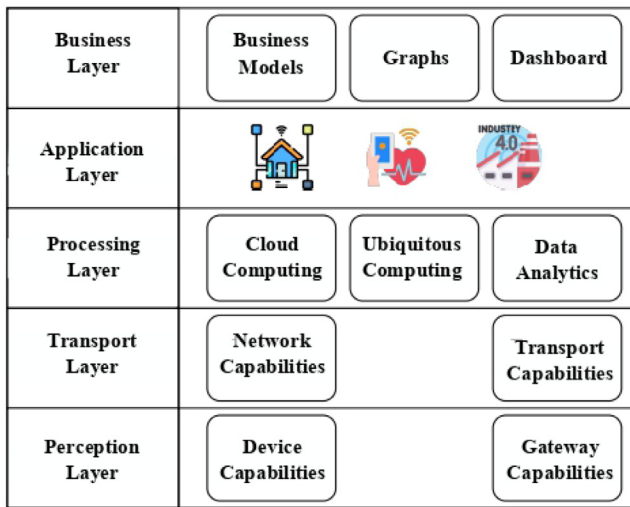 Business
Layer
Business
Models
Graphs
Dashboard
Application
Layer
INDUSTEY
4.0
Processing
Layer
Cloud
Computing
Ubiquitous
Computing
Data
Analytics
Transport
Layer
Network
Capabilities
Transport
Capabilities
Perception
Layer
Device
Capabilities
Gateway
Capabilities